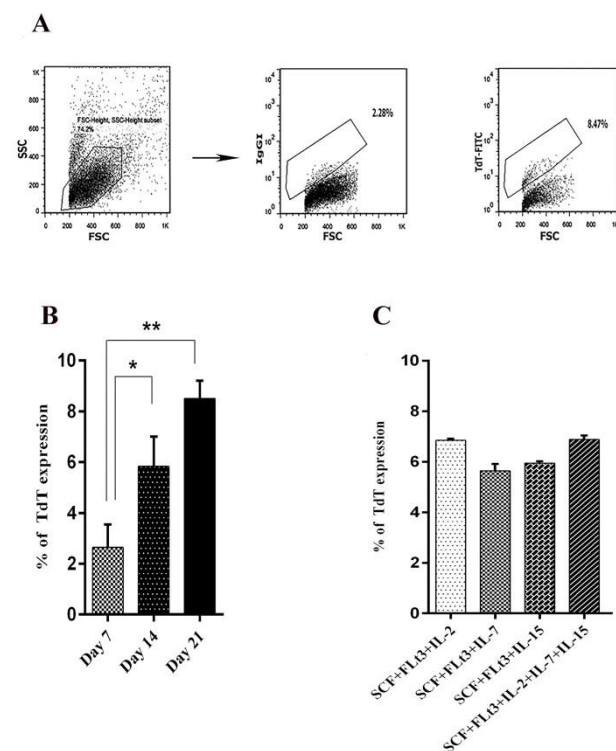 A
1K
800
600
400
200
0
SSC
FSC-Height, SSC-Height subset
74.2%
0 200 400 600 800 1K
FSC
10⁴
10³
10²
10¹
10⁰
IgG1
2.28%
0 200 400 600 800 1K
FSC
10⁴
10³
10²
10¹
10⁰
TdT-FITC
8.47%
0 200 400 600 800 1K
FSC
B
**
*
10
8
6
4
2
0
% of TdT expression
Day 7
Day 14
Day 21
C
10
8
6
4
2
0
% of TdT expression
SCF+FLt3+IL-2
SCF+FLt3+IL-7
SCF+FLt3+IL-15
SCF+FLt3+IL-2+IL-7+IL-15